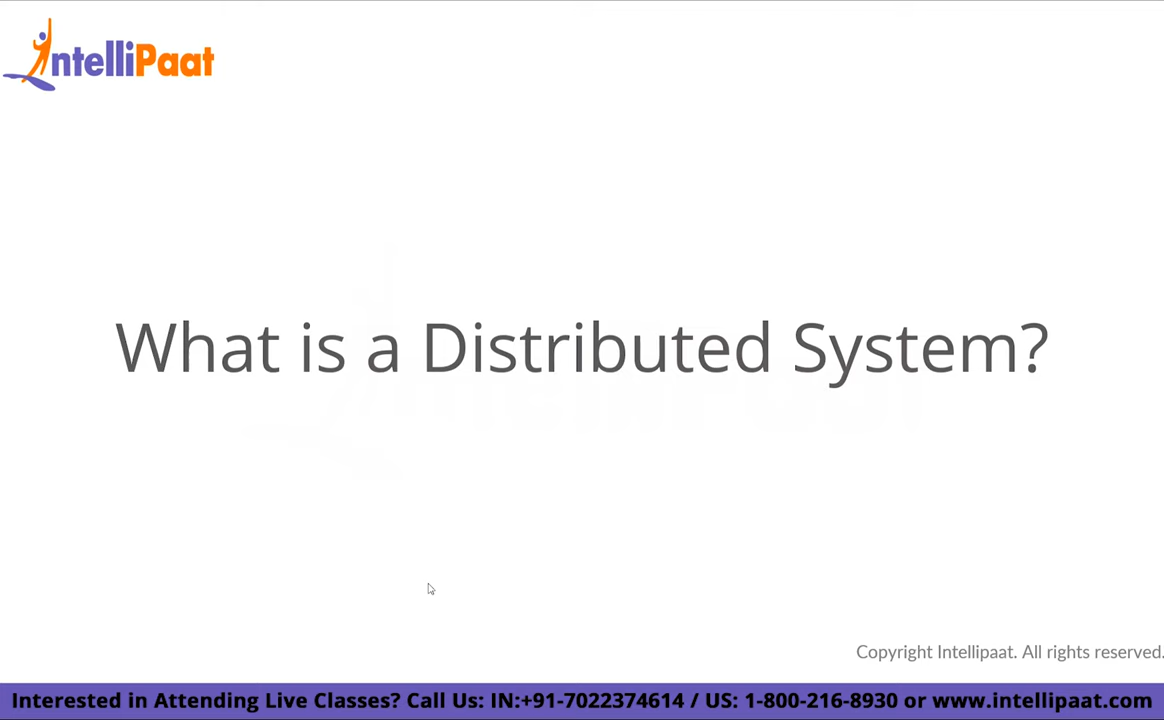 IntelliPaat
What is a Distributed System?
Copyright Intellipaat. All rights reserved.
Interested in Attending Live Classes? Call Us: IN:+91-7022374614 / US: 1-800-216-8930 or www.intellipaat.com